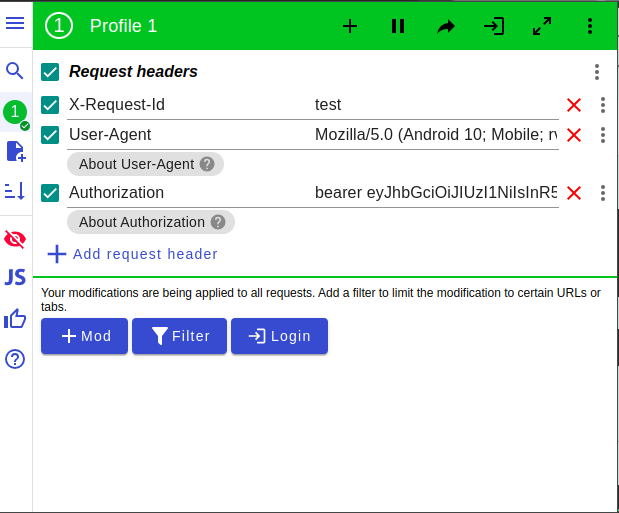 1 Profile 1
Request headers
1
X-Request-Id test
User-Agent Mozilla/5.0 (Android 10; Mobile; rv
About User-Agent ?
Authorization bearer eyJhbGciOiJIUzI1NiIsInR5
About Authorization ?
Add request header
JS
Your modifications are being applied to all requests. Add a filter to limit the modification to certain URLs or
tabs.
Mod Filter Login